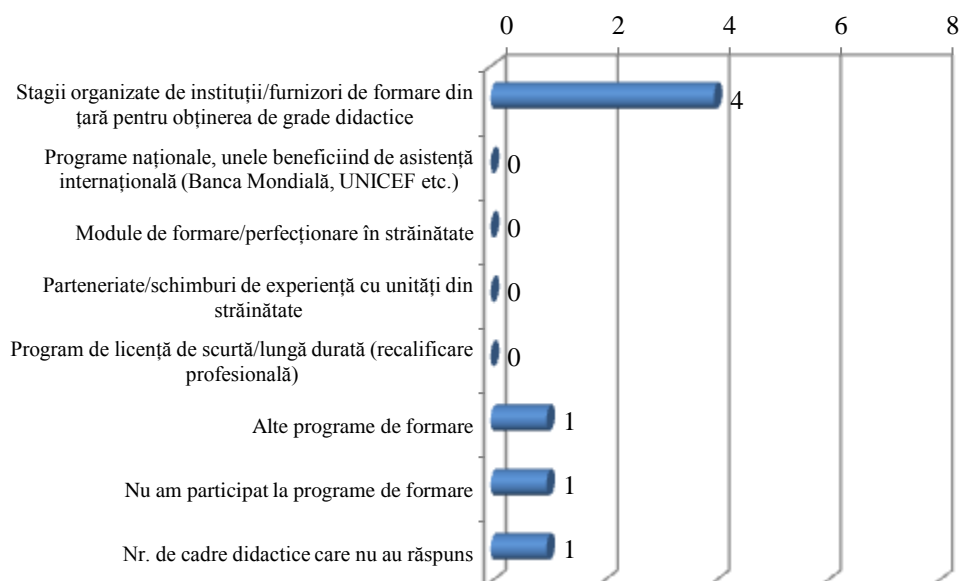 0 2 4 6 8
Stagii organizate de instituții/furnizori de formare din
țară pentru obținerea de grade didactice
4
Programe naționale, unele beneficiind de asistență
internațională (Banca Mondială, UNICEF etc.)
0
Module de formare/perfecționare în străinătate
0
Parteneriate/schimburi de experiență cu unități din
străinătate
0
Program de licență de scurtă/lungă durată (recalificare
profesională)
0
Alte programe de formare
1
Nu am participat la programe de formare
1
Nr. de cadre didactice care nu au răspuns
1